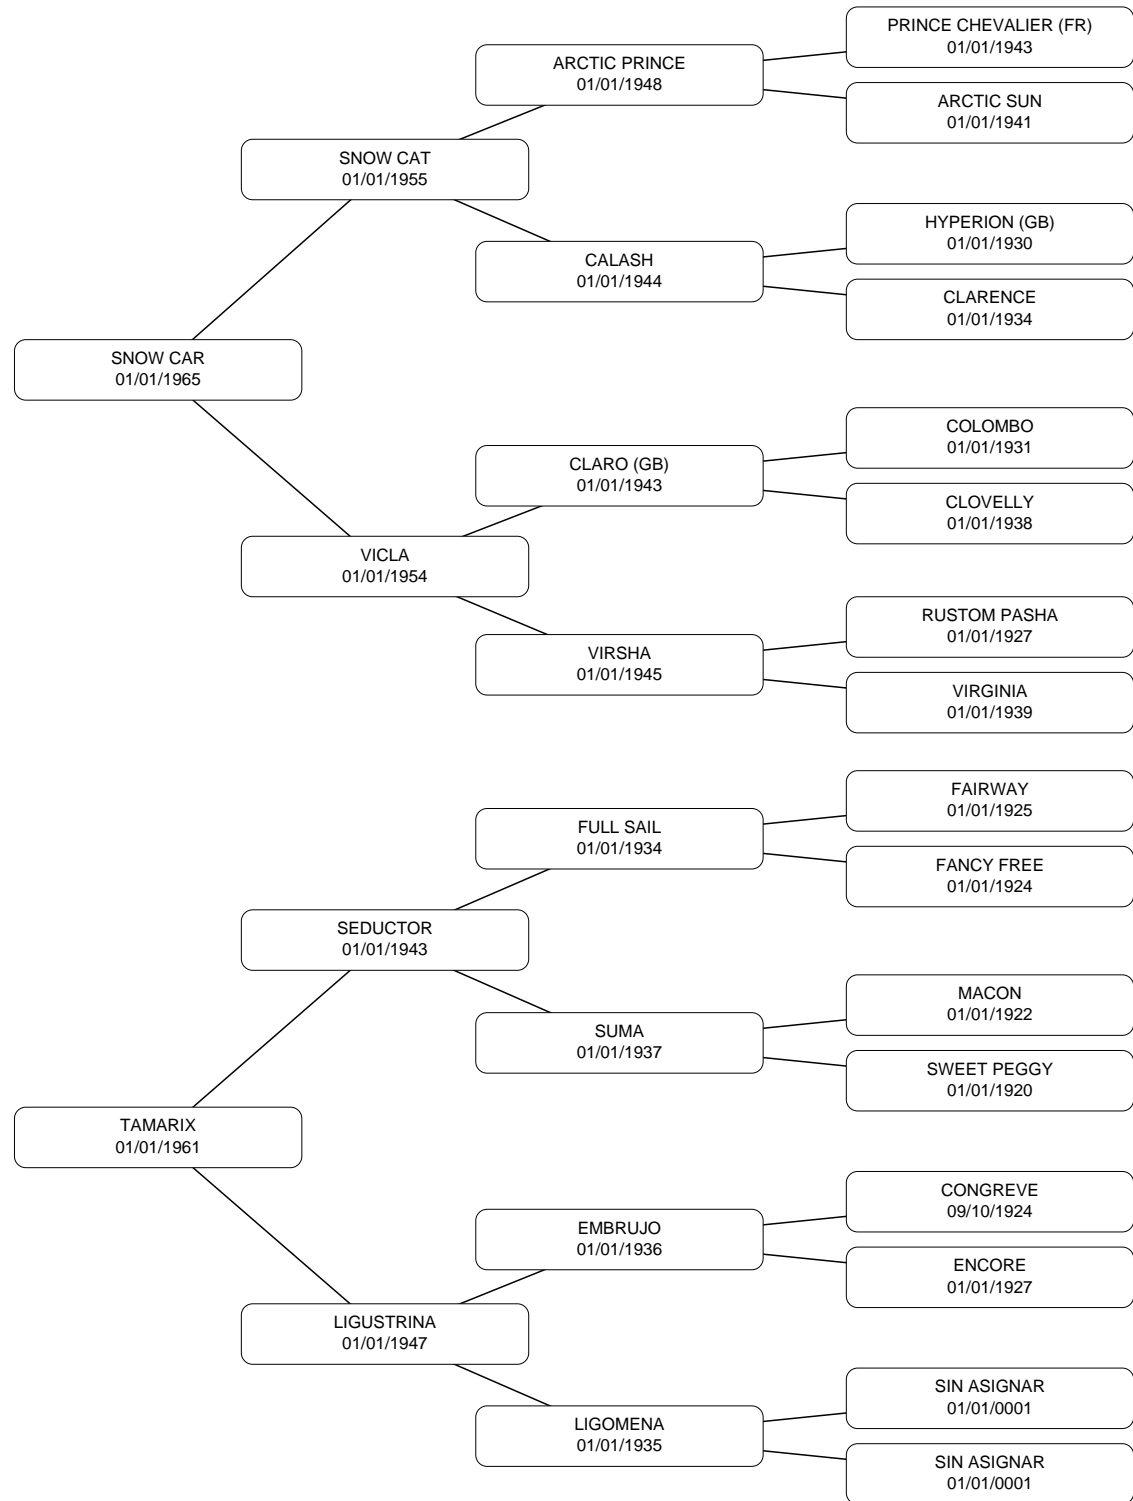 PRINCE CHEVALIER (FR)
01/01/1943
ARCTIC PRINCE
01/01/1948
ARCTIC SUN
01/01/1941
SNOW CAT
01/01/1955
HYPERION (GB)
01/01/1930
CALASH
01/01/1944
CLARENCE
01/01/1934
SNOW CAR
01/01/1965
COLOMBO
01/01/1931
CLARO (GB)
01/01/1943
CLOVELLY
01/01/1938
VICLA
01/01/1954
RUSTOM PASHA
01/01/1927
VIRSHA
01/01/1945
VIRGINIA
01/01/1939
FAIRWAY
01/01/1925
FULL SAIL
01/01/1934
FANCY FREE
01/01/1924
SEDUCTOR
01/01/1943
MACON
01/01/1922
SUMA
01/01/1937
SWEET PEGGY
01/01/1920
TAMARIX
01/01/1961
CONGREVE
09/10/1924
EMBRUJO
01/01/1936
ENCORE
01/01/1927
LIGUSTRINA
01/01/1947
SIN ASIGNAR
01/01/0001
LIGOMENA
01/01/1935
SIN ASIGNAR
01/01/0001